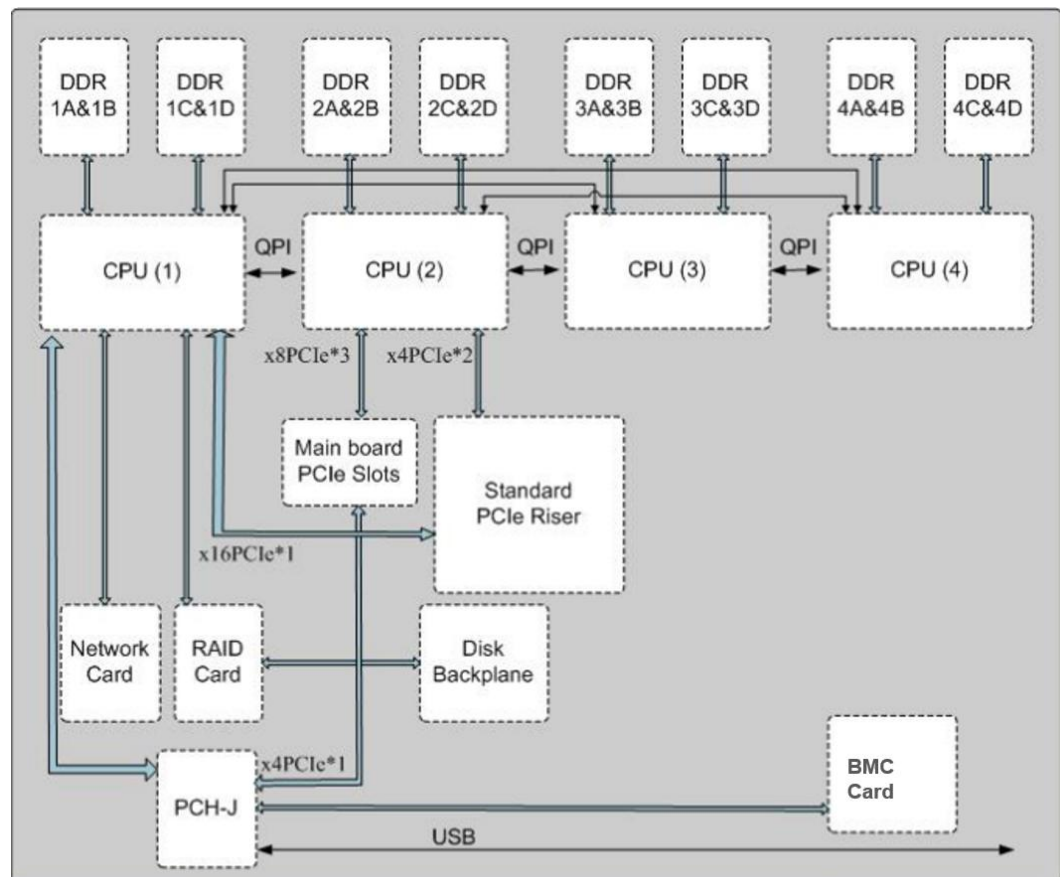 DDR
1A&1B
DDR
1C&1D
DDR
2A&2B
DDR
2C&2D
DDR
3A&3B
DDR
3C&3D
DDR
4A&4B
DDR
4C&4D
CPU (1)
QPI
CPU (2)
QPI
CPU (3)
QPI
CPU (4)
x8PCIe*3
x4PCIe*2
Main board
PCIe Slots
Standard
PCIe Riser
x16PCIe*1
Network
Card
RAID
Card
Disk
Backplane
x4PCIe*1
PCH-J
BMC
Card
USB